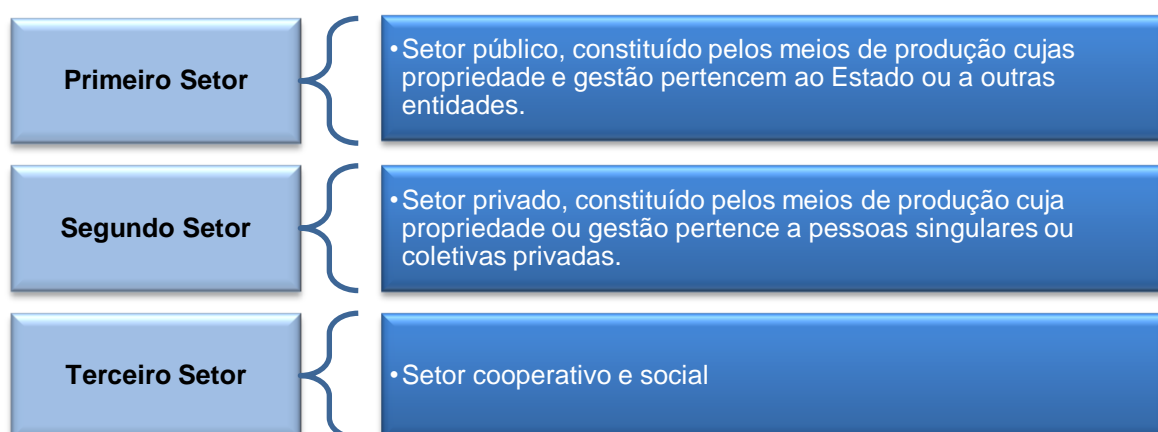 Primeiro Setor
•Setor público, constituído pelos meios de produção cujas
propriedade e gestão pertencem ao Estado ou a outras
entidades.
Segundo Setor
•Setor privado, constituído pelos meios de produção cuja
propriedade ou gestão pertence a pessoas singulares ou
coletivas privadas.
Terceiro Setor
•Setor cooperativo e social